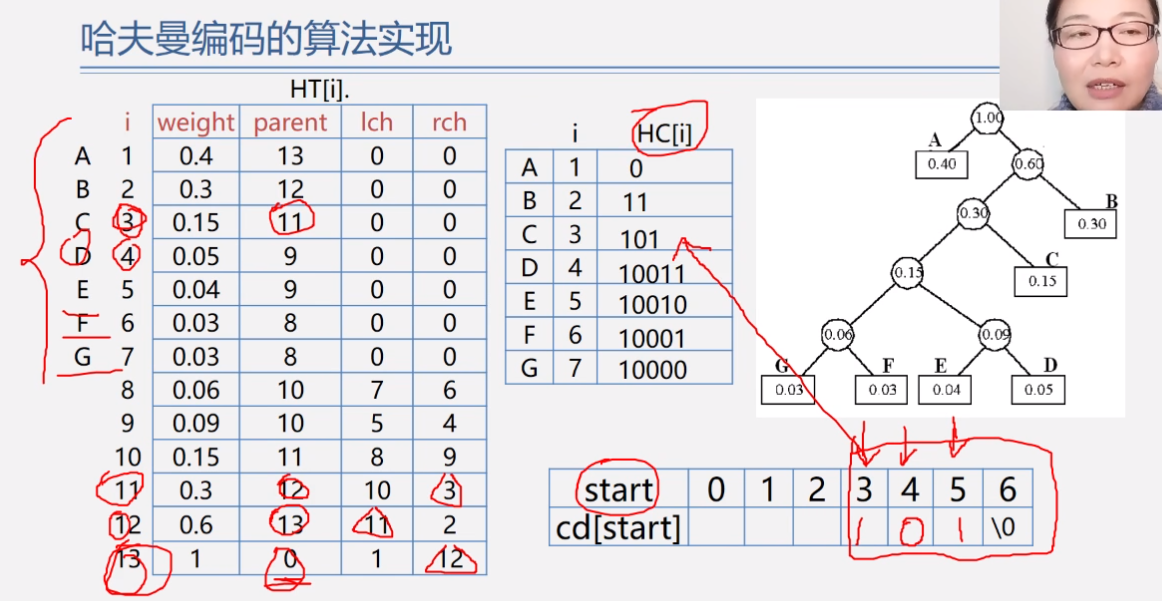 哈夫曼编码的算法实现
HT[i].
i weight parent lch rch
A 1 0.4 13 0 0
B 2 0.3 12 0 0
C 3 0.15 11 0 0
D 4 0.05 9 0 0
E 5 0.04 9 0 0
F 6 0.03 8 0 0
G 7 0.03 8 0 0
8 0.06 10 7 6
9 0.09 10 5 4
10 0.15 11 8 9
11 0.3 12 10 3
12 0.6 13 11 2
13 1 0 1 12
i HC[i]
A 1 0
B 2 11
C 3 101
D 4 10011
E 5 10010
F 6 10001
G 7 10000
1.00
A
0.40 0.60
B
0.30 0.30
C
0.15 0.15
0.06 0.09
G F E D
0.03 0.03 0.04 0.05
start 0 1 2 3 4 5 6
cd[start] 1 0 1 \0